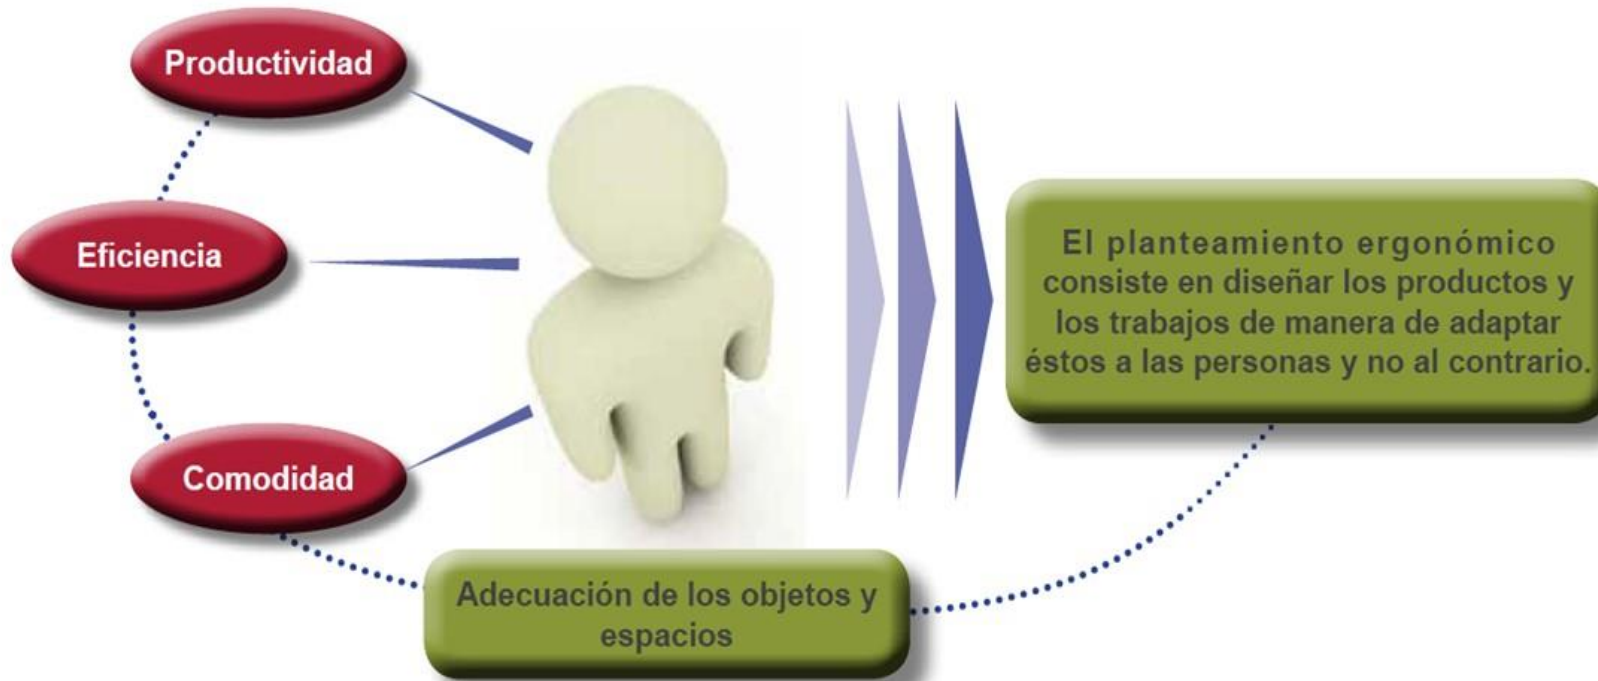 Productividad
Eficiencia
Comodidad
Adecuación de los objetos y
espacios
El planteamiento ergonómico
consiste en diseñar los productos y
los trabajos de manera de adaptar
éstos a las personas y no al contrario.